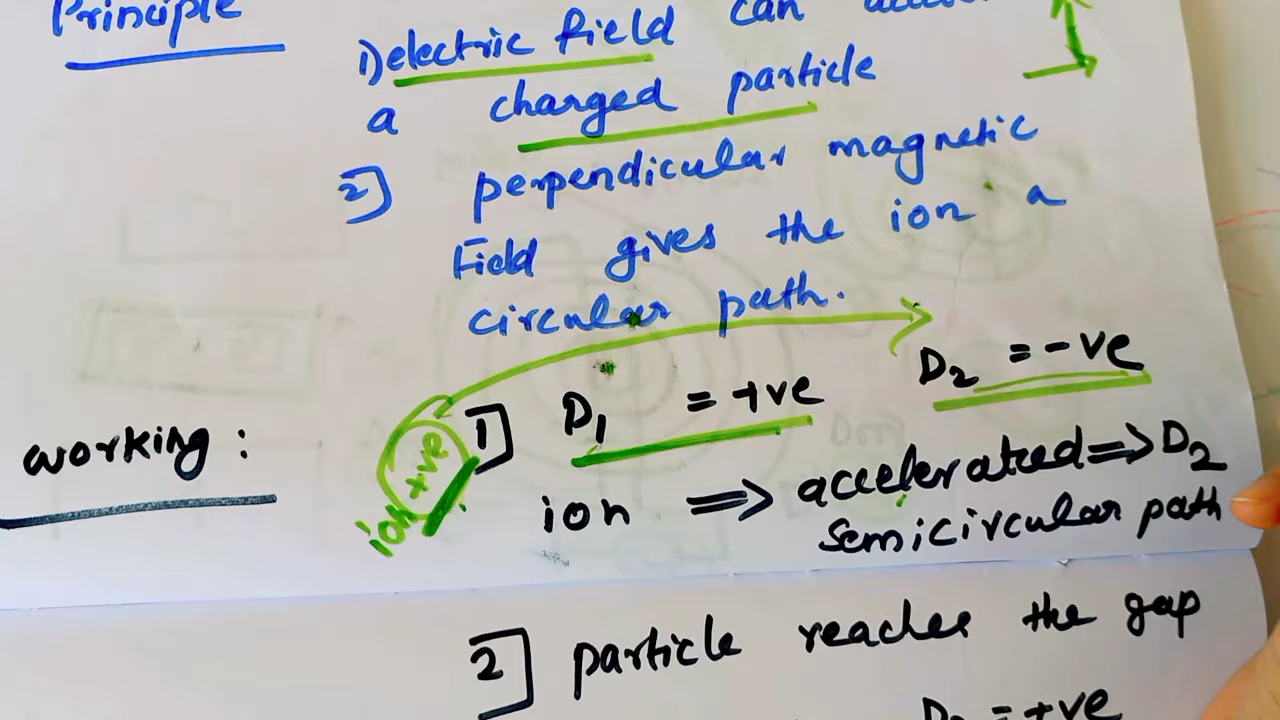 Principle
1) electric field can
a charged particle
2] perpendicular magnetic
Field gives the ion a
circular path.
working :
ion +ve
1] D1 = +ve D2 = -ve
ion ⇒ accelerated ⇒ D2
semicircular path
2] particle reaches the gap
= +ve